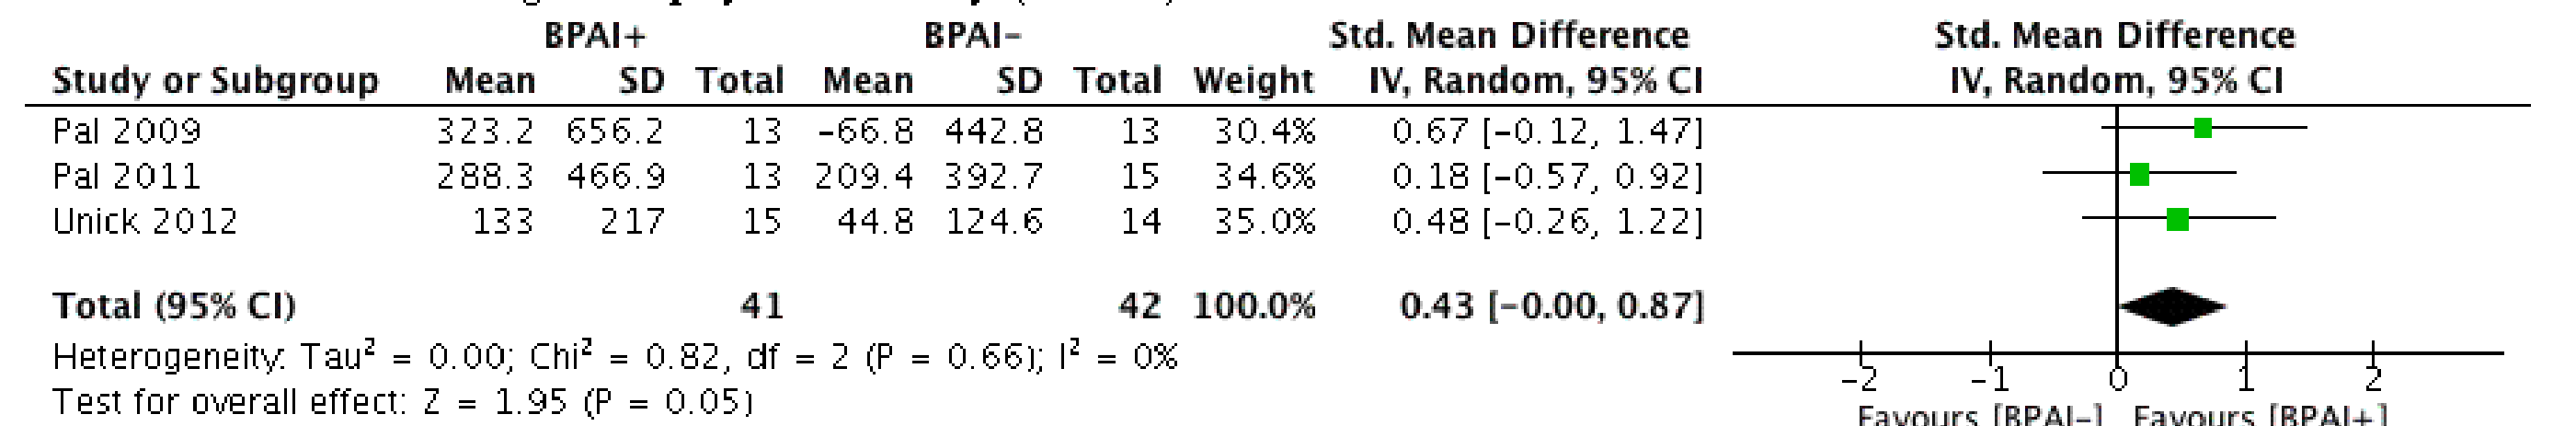 BPAI+ BPAI− Std. Mean Difference Std. Mean Difference
Study or Subgroup Mean SD Total Mean SD Total Weight IV, Random, 95% CI IV, Random, 95% CI
Pal 2009 323.2 656.2 13 −66.8 442.8 13 30.4% 0.67 [−0.12, 1.47]
Pal 2011 288.3 466.9 13 209.4 392.7 15 34.6% 0.18 [−0.57, 0.92]
Unick 2012 133 217 15 44.8 124.6 14 35.0% 0.48 [−0.26, 1.22]
Total (95% CI) 41 42 100.0% 0.43 [−0.00, 0.87]
Heterogeneity: Tau² = 0.00; Chi² = 0.82, df = 2 (P = 0.66); I² = 0%
Test for overall effect: Z = 1.95 (P = 0.05)
−2 −1 0 1 2
Favours [BPAI−] Favours [BPAI+]